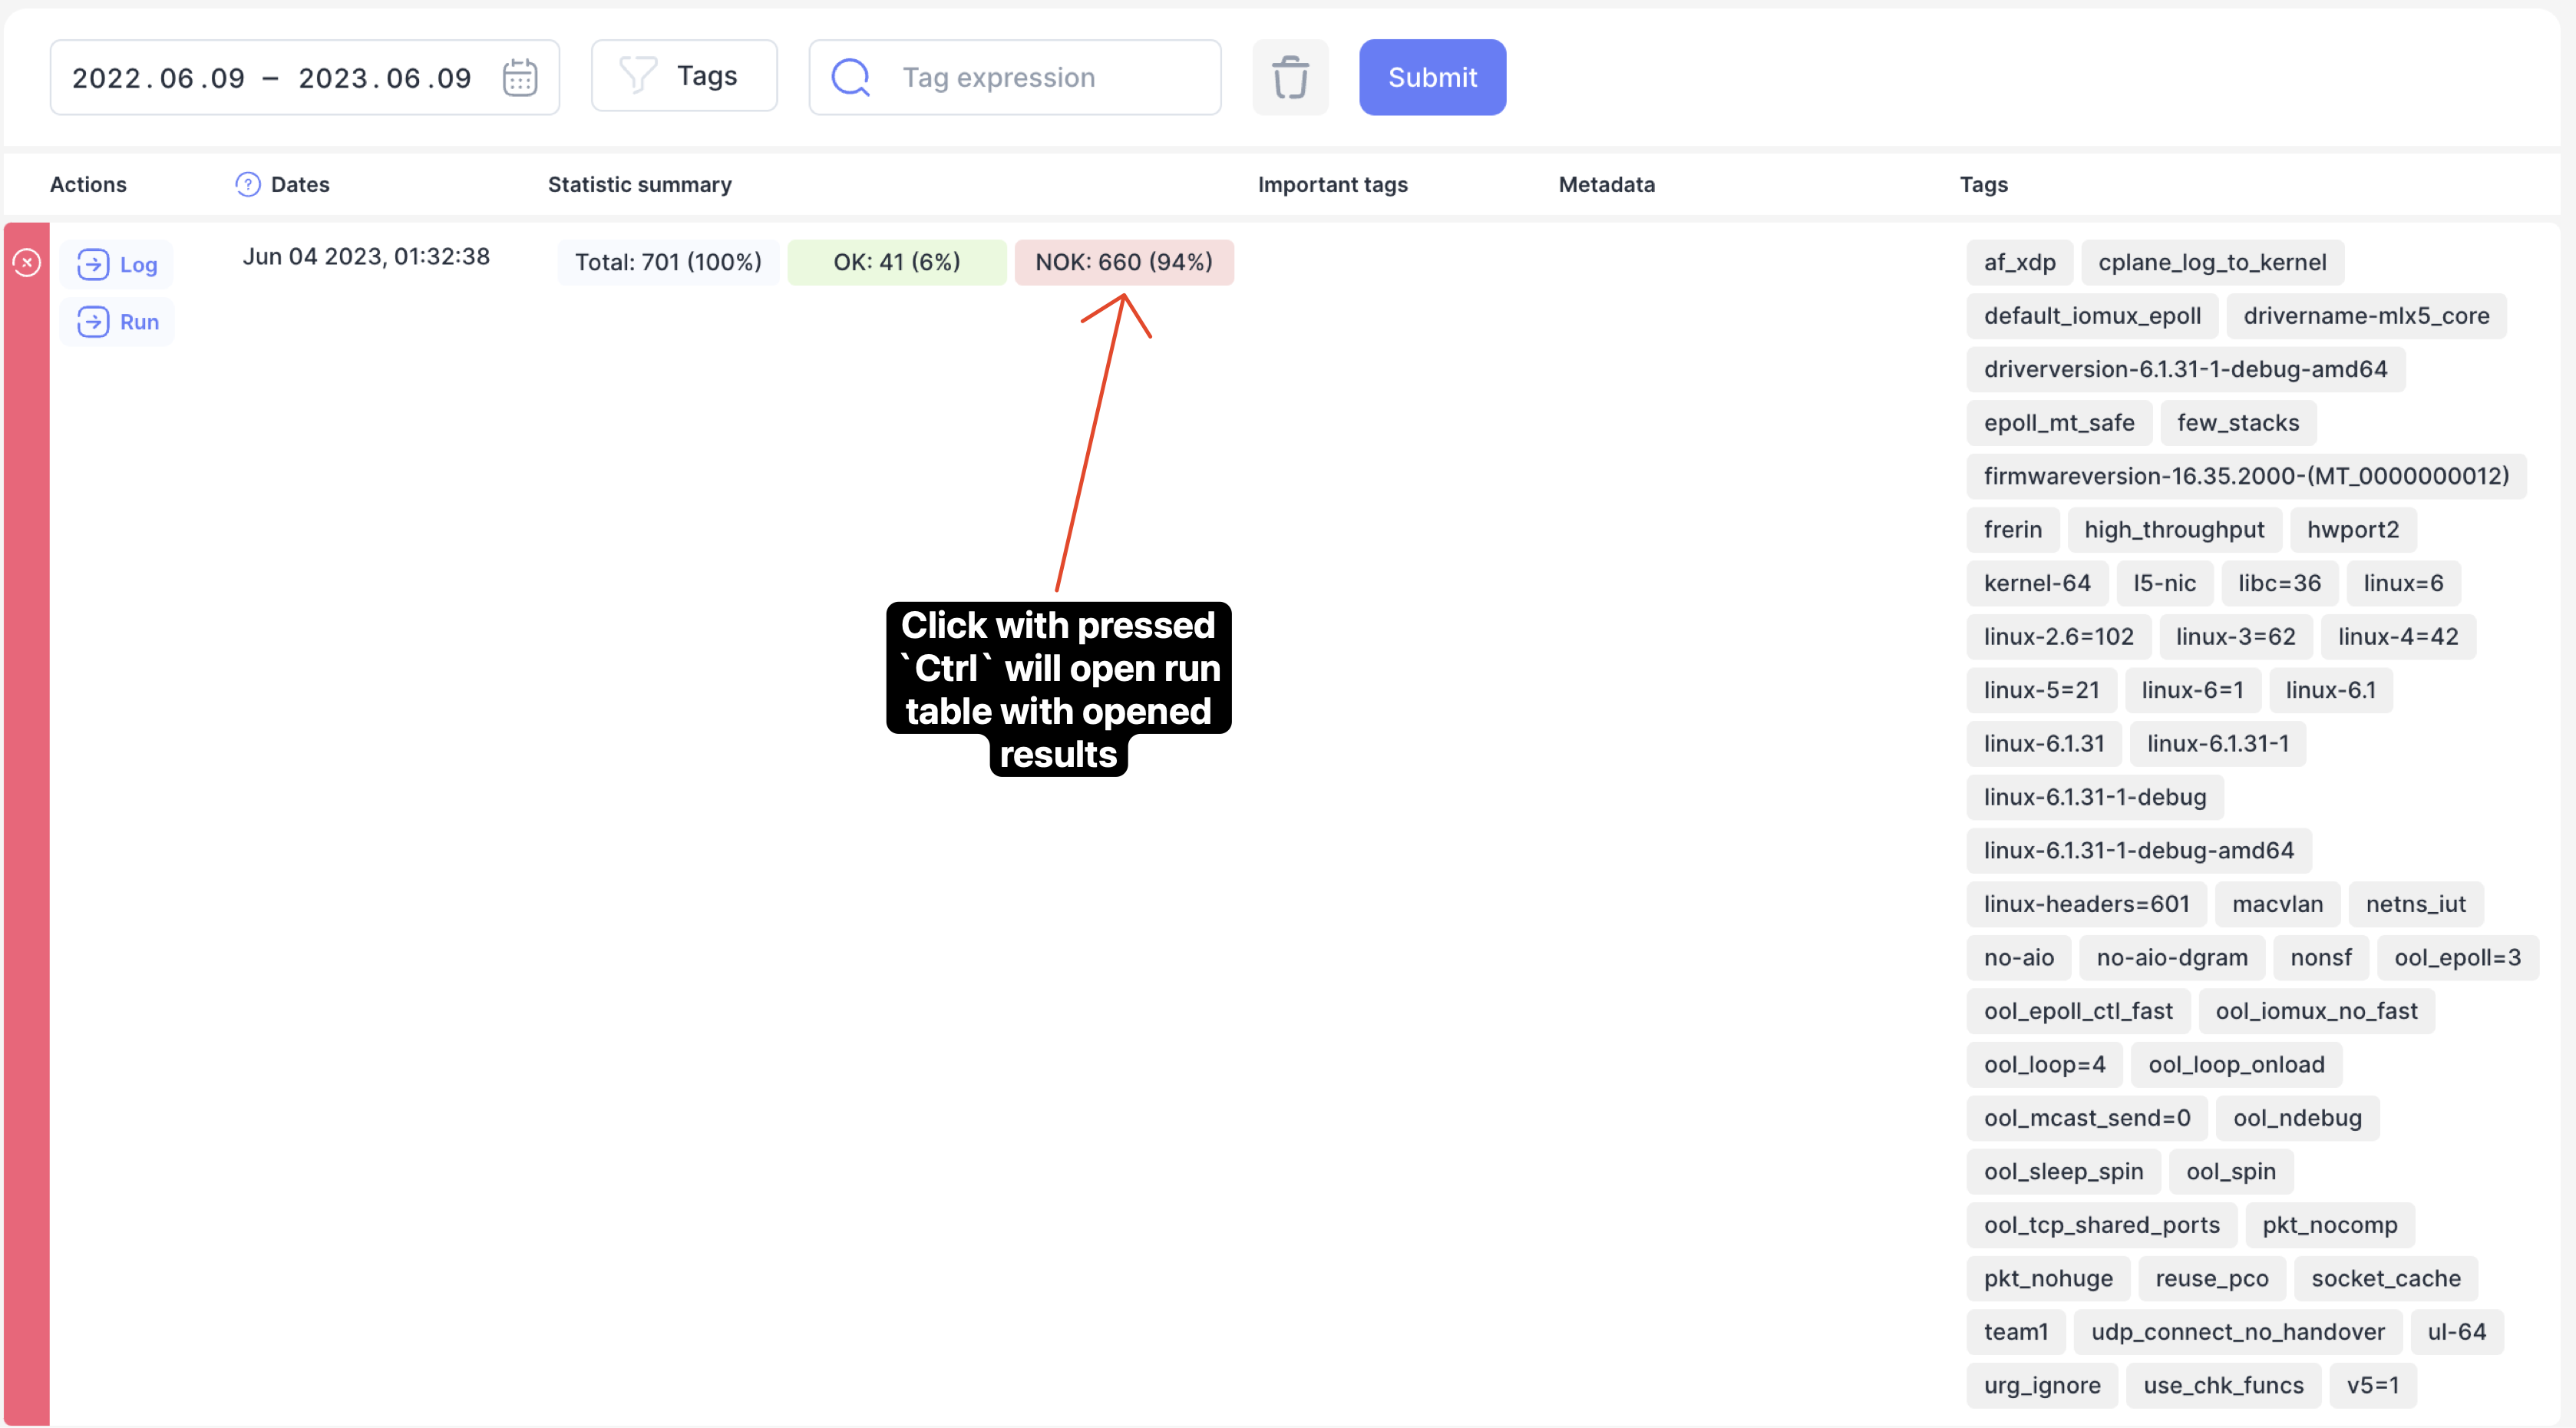 2022.06.09 – 2023.06.09 Tags Tag expression Submit
Actions Dates Statistic summary Important tags Metadata Tags
Log Jun 04 2023, 01:32:38 Total: 701 (100%) OK: 41 (6%) NOK: 660 (94%)
Run
Click with pressed
`Ctrl` will open run
table with opened
results
af_xdp cplane_log_to_kernel
default_iomux_epoll drivername-mlx5_core
driverversion-6.1.31-1-debug-amd64
epoll_mt_safe few_stacks
firmwareversion-16.35.2000-(MT_0000000012)
frerin high_throughput hwport2
kernel-64 l5-nic libc=36 linux=6
linux-2.6=102 linux-3=62 linux-4=42
linux-5=21 linux-6=1 linux-6.1
linux-6.1.31 linux-6.1.31-1
linux-6.1.31-1-debug
linux-6.1.31-1-debug-amd64
linux-headers=601 macvlan netns_iut
no-aio no-aio-dgram nonsf ool_epoll=3
ool_epoll_ctl_fast ool_iomux_no_fast
ool_loop=4 ool_loop_onload
ool_mcast_send=0 ool_ndebug
ool_sleep_spin ool_spin
ool_tcp_shared_ports pkt_nocomp
pkt_nohuge reuse_pco socket_cache
team1 udp_connect_no_handover ul-64
urg_ignore use_chk_funcs v5=1